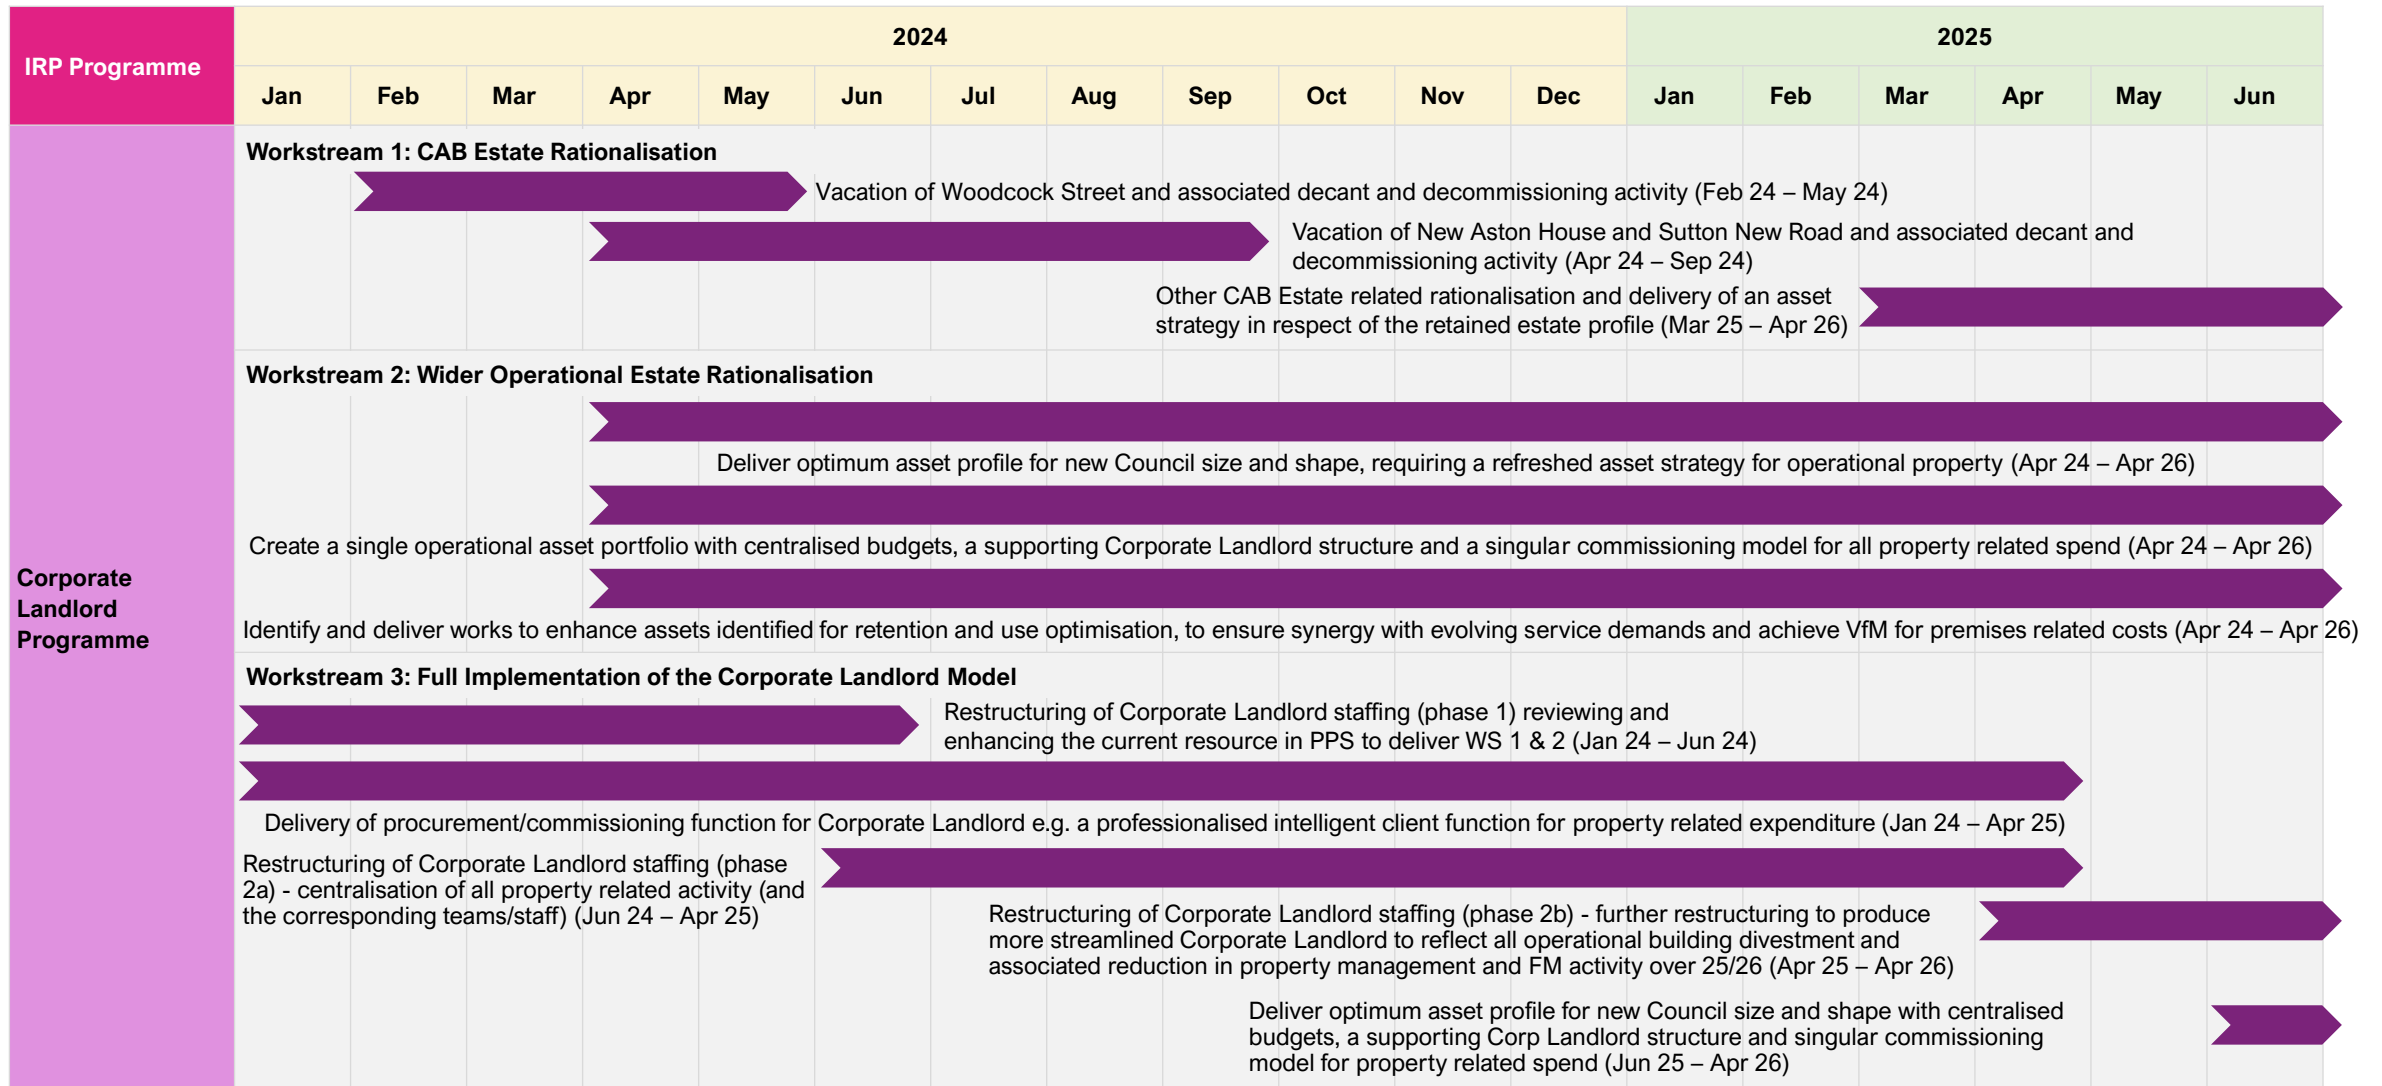 IRP Programme
2024
2025
Jan Feb Mar Apr May Jun Jul Aug Sep Oct Nov Dec Jan Feb Mar Apr May Jun
Corporate
Landlord
Programme
Workstream 1: CAB Estate Rationalisation
Vacation of Woodcock Street and associated decant and decommissioning activity (Feb 24 – May 24)
Vacation of New Aston House and Sutton New Road and associated decant and
decommissioning activity (Apr 24 – Sep 24)
Other CAB Estate related rationalisation and delivery of an asset
strategy in respect of the retained estate profile (Mar 25 – Apr 26)
Workstream 2: Wider Operational Estate Rationalisation
Deliver optimum asset profile for new Council size and shape, requiring a refreshed asset strategy for operational property (Apr 24 – Apr 26)
Create a single operational asset portfolio with centralised budgets, a supporting Corporate Landlord structure and a singular commissioning model for all property related spend (Apr 24 – Apr 26)
Identify and deliver works to enhance assets identified for retention and use optimisation, to ensure synergy with evolving service demands and achieve VfM for premises related costs (Apr 24 – Apr 26)
Workstream 3: Full Implementation of the Corporate Landlord Model
Restructuring of Corporate Landlord staffing (phase 1) reviewing and
enhancing the current resource in PPS to deliver WS 1 & 2 (Jan 24 – Jun 24)
Delivery of procurement/commissioning function for Corporate Landlord e.g. a professionalised intelligent client function for property related expenditure (Jan 24 – Apr 25)
Restructuring of Corporate Landlord staffing (phase
2a) - centralisation of all property related activity (and
the corresponding teams/staff) (Jun 24 – Apr 25)
Restructuring of Corporate Landlord staffing (phase 2b) - further restructuring to produce
more streamlined Corporate Landlord to reflect all operational building divestment and
associated reduction in property management and FM activity over 25/26 (Apr 25 – Apr 26)
Deliver optimum asset profile for new Council size and shape with centralised
budgets, a supporting Corp Landlord structure and singular commissioning
model for property related spend (Jun 25 – Apr 26)